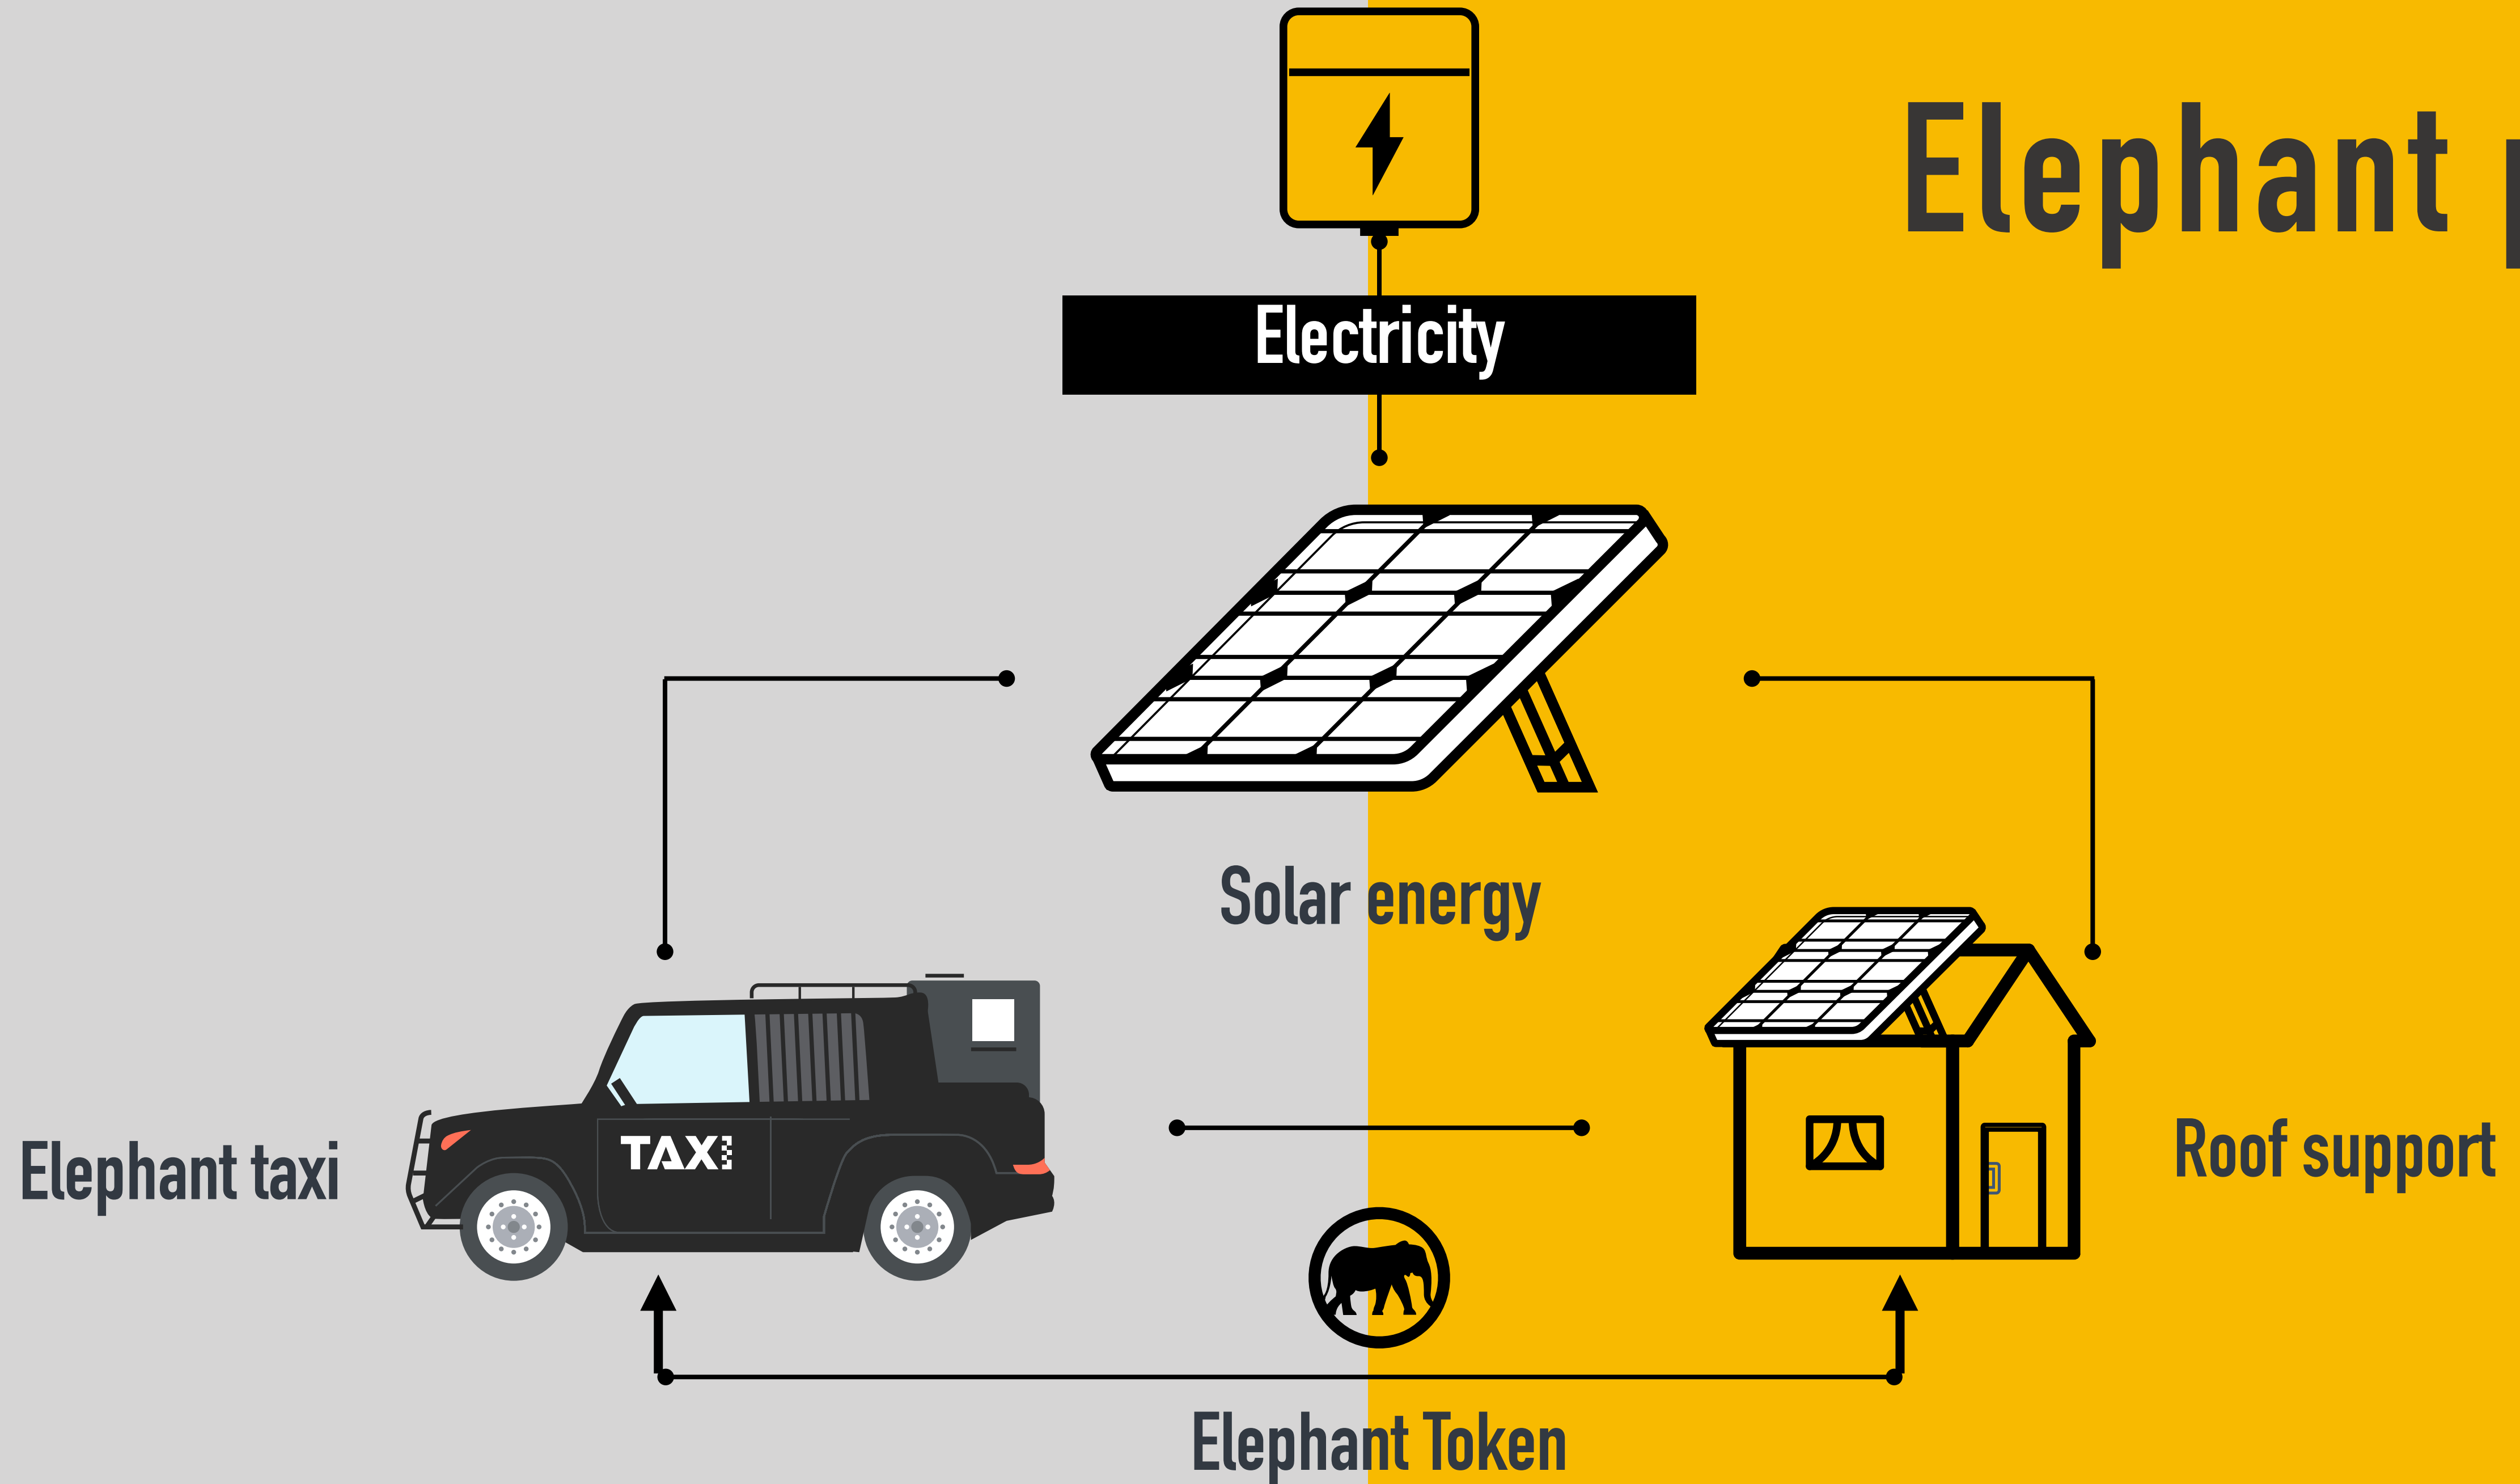 Elephant p
Electricity
Solar energy
Elephant taxi
TAXI
Roof support
Elephant Token